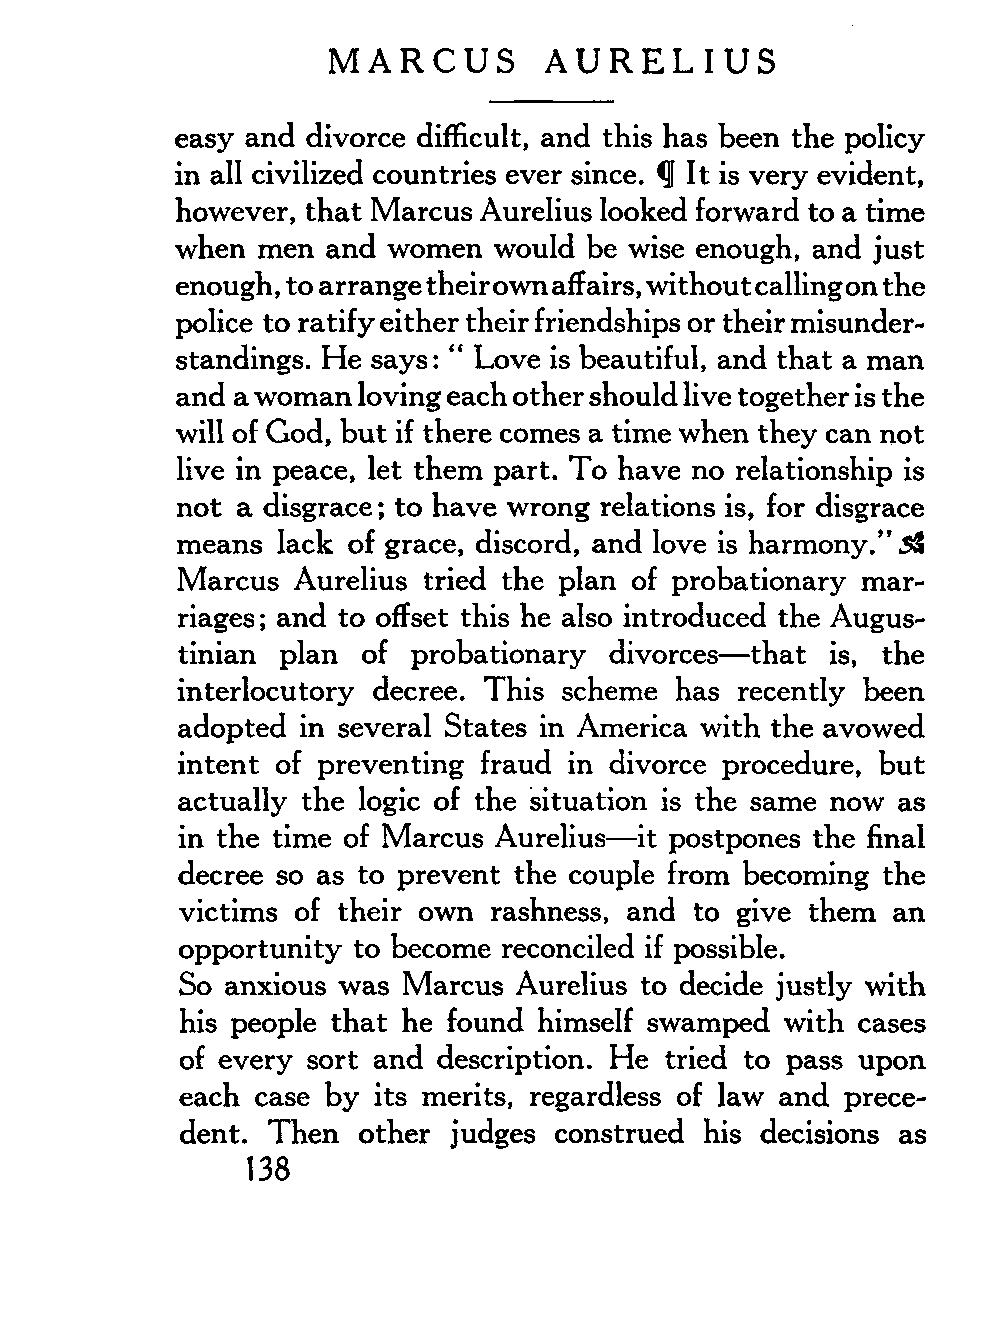 MARCUS AURELIUS
easy and divorce difficult, and this has been the policy
in all civilized countries ever since. ¶ It is very evident,
however, that Marcus Aurelius looked forward to a time
when men and women would be wise enough, and just
enough, to arrange their own affairs, without calling on the
police to ratify either their friendships or their misunder-
standings. He says: “ Love is beautiful, and that a man
and a woman loving each other should live together is the
will of God, but if there comes a time when they can not
live in peace, let them part. To have no relationship is
not a disgrace; to have wrong relations is, for disgrace
means lack of grace, discord, and love is harmony.”
Marcus Aurelius tried the plan of probationary mar-
riages; and to offset this he also introduced the Augus-
tinian plan of probationary divorces—that is, the
interlocutory decree. This scheme has recently been
adopted in several States in America with the avowed
intent of preventing fraud in divorce procedure, but
actually the logic of the situation is the same now as
in the time of Marcus Aurelius—it postpones the final
decree so as to prevent the couple from becoming the
victims of their own rashness, and to give them an
opportunity to become reconciled if possible.
So anxious was Marcus Aurelius to decide justly with
his people that he found himself swamped with cases
of every sort and description. He tried to pass upon
each case by its merits, regardless of law and prece-
dent. Then other judges construed his decisions as
138